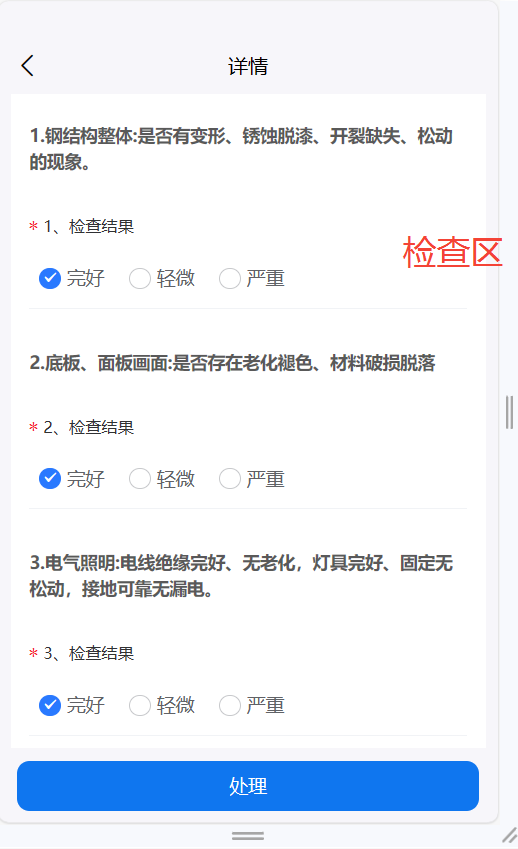 详情
1.钢结构整体:是否有变形、锈蚀脱漆、开裂缺失、松动
的现象。
* 1、检查结果
检查区
完好 轻微 严重
2.底板、面板画面:是否存在老化褪色、材料破损脱落
* 2、检查结果
完好 轻微 严重
3.电气照明:电线绝缘完好、无老化，灯具完好、固定无
松动，接地可靠无漏电。
* 3、检查结果
完好 轻微 严重
处理